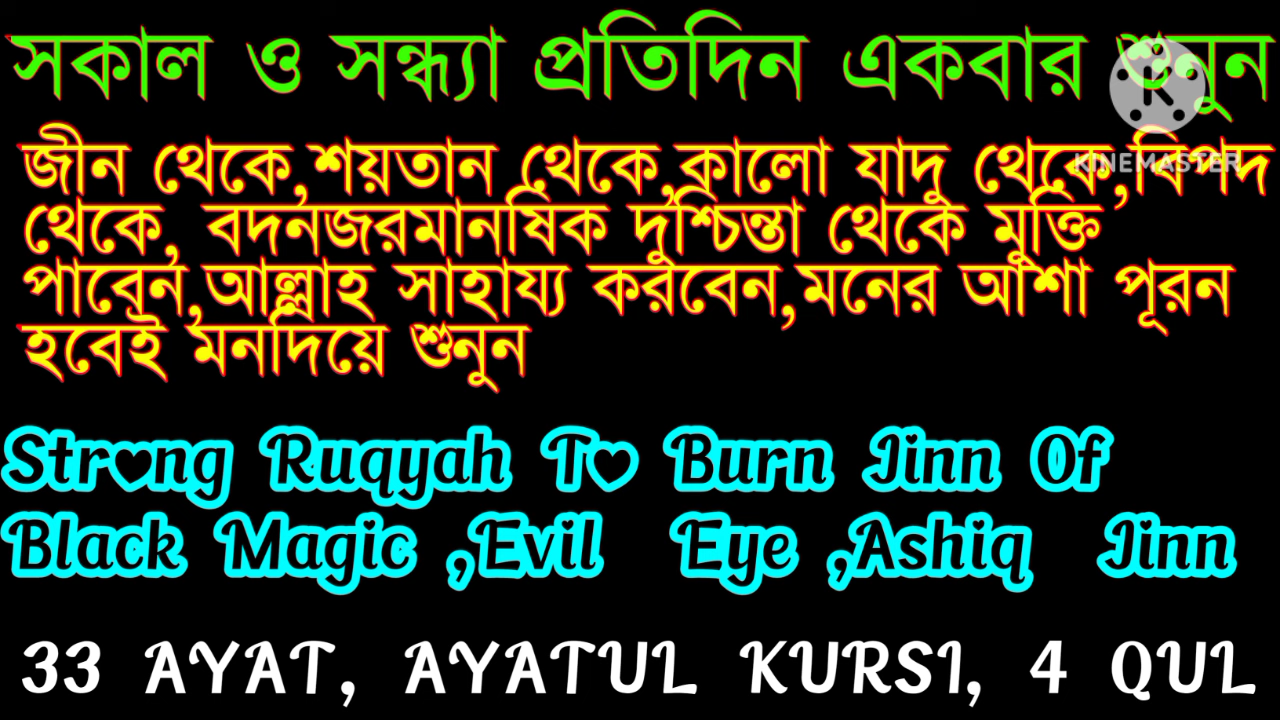 সকাল ও সন্ধ্যা প্রতিদিন একবার শুনুন
জীন থেকে,শয়তান থেকে,কালো যাদু থেকে,বিপদ
থেকে, বদনজরমানষিক দুশ্চিন্তা থেকে মুক্তি
পাবেন,আল্লাহ সাহায্য করবেন,মনের আশা পূরন
হবেই মনদিয়ে শুনুন
KINEMASTER
Strong Ruqyah To Burn Jinn Of
Black Magic ,Evil Eye ,Ashiq Jinn
33 AYAT, AYATUL KURSI, 4 QUL